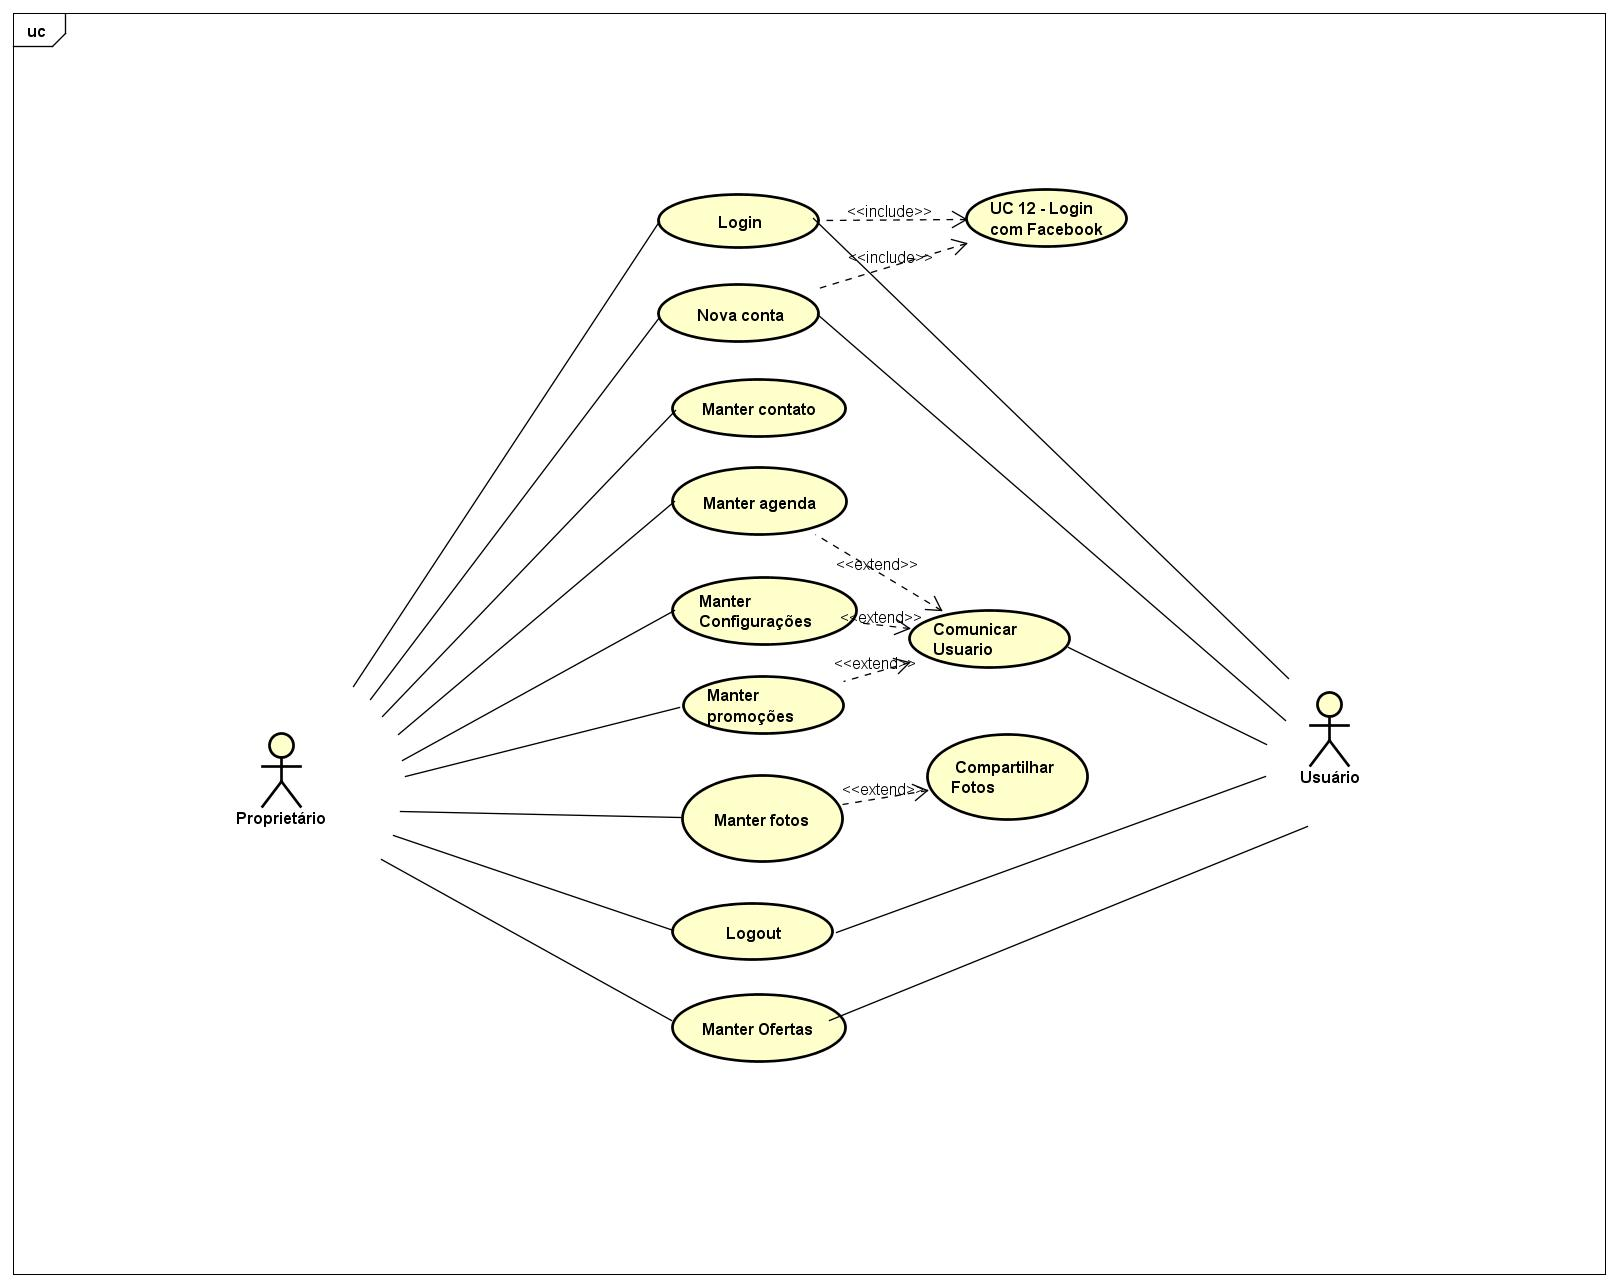 uc
Login
<<include>>
UC 12 - Login
com Facebook
<<include>>
Nova conta
Manter contato
Manter agenda
<<extend>>
Manter
Configurações
<<extend>>
Comunicar
Usuario
<<extend>>
Manter
promoções
Compartilhar
Fotos
<<extend>>
Manter fotos
Usuário
Proprietário
Logout
Manter Ofertas